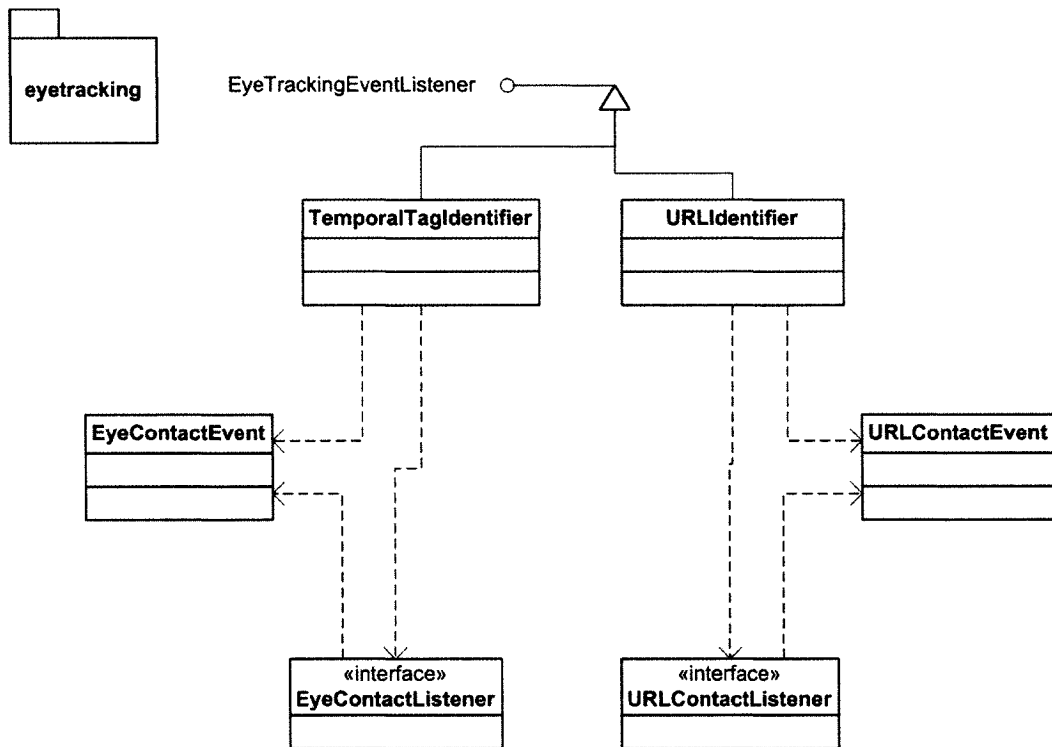 eyetracking
EyeTrackingEventListener
TemporalTagIdentifier
URLIdentifier
EyeContactEvent
URLContactEvent
«interface»
EyeContactListener
«interface»
URLContactListener